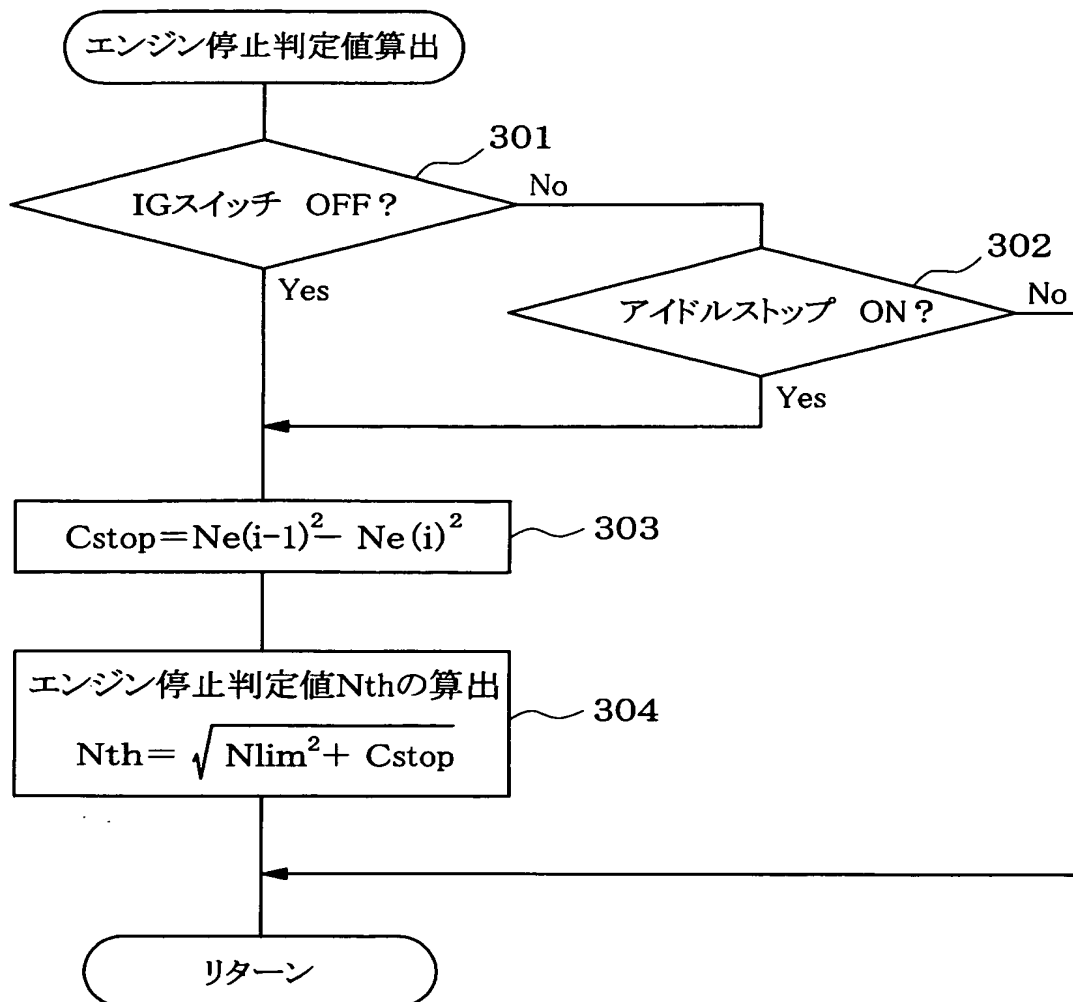 エンジン停止判定値算出
301
IGスイッチ OFF?
No
Yes
302
アイドルストップ ON?
No
Yes
Cstop=Ne(i-1)²- Ne(i)²
303
エンジン停止判定値Nthの算出
Nth=√Nlim²+ Cstop
304
リターン